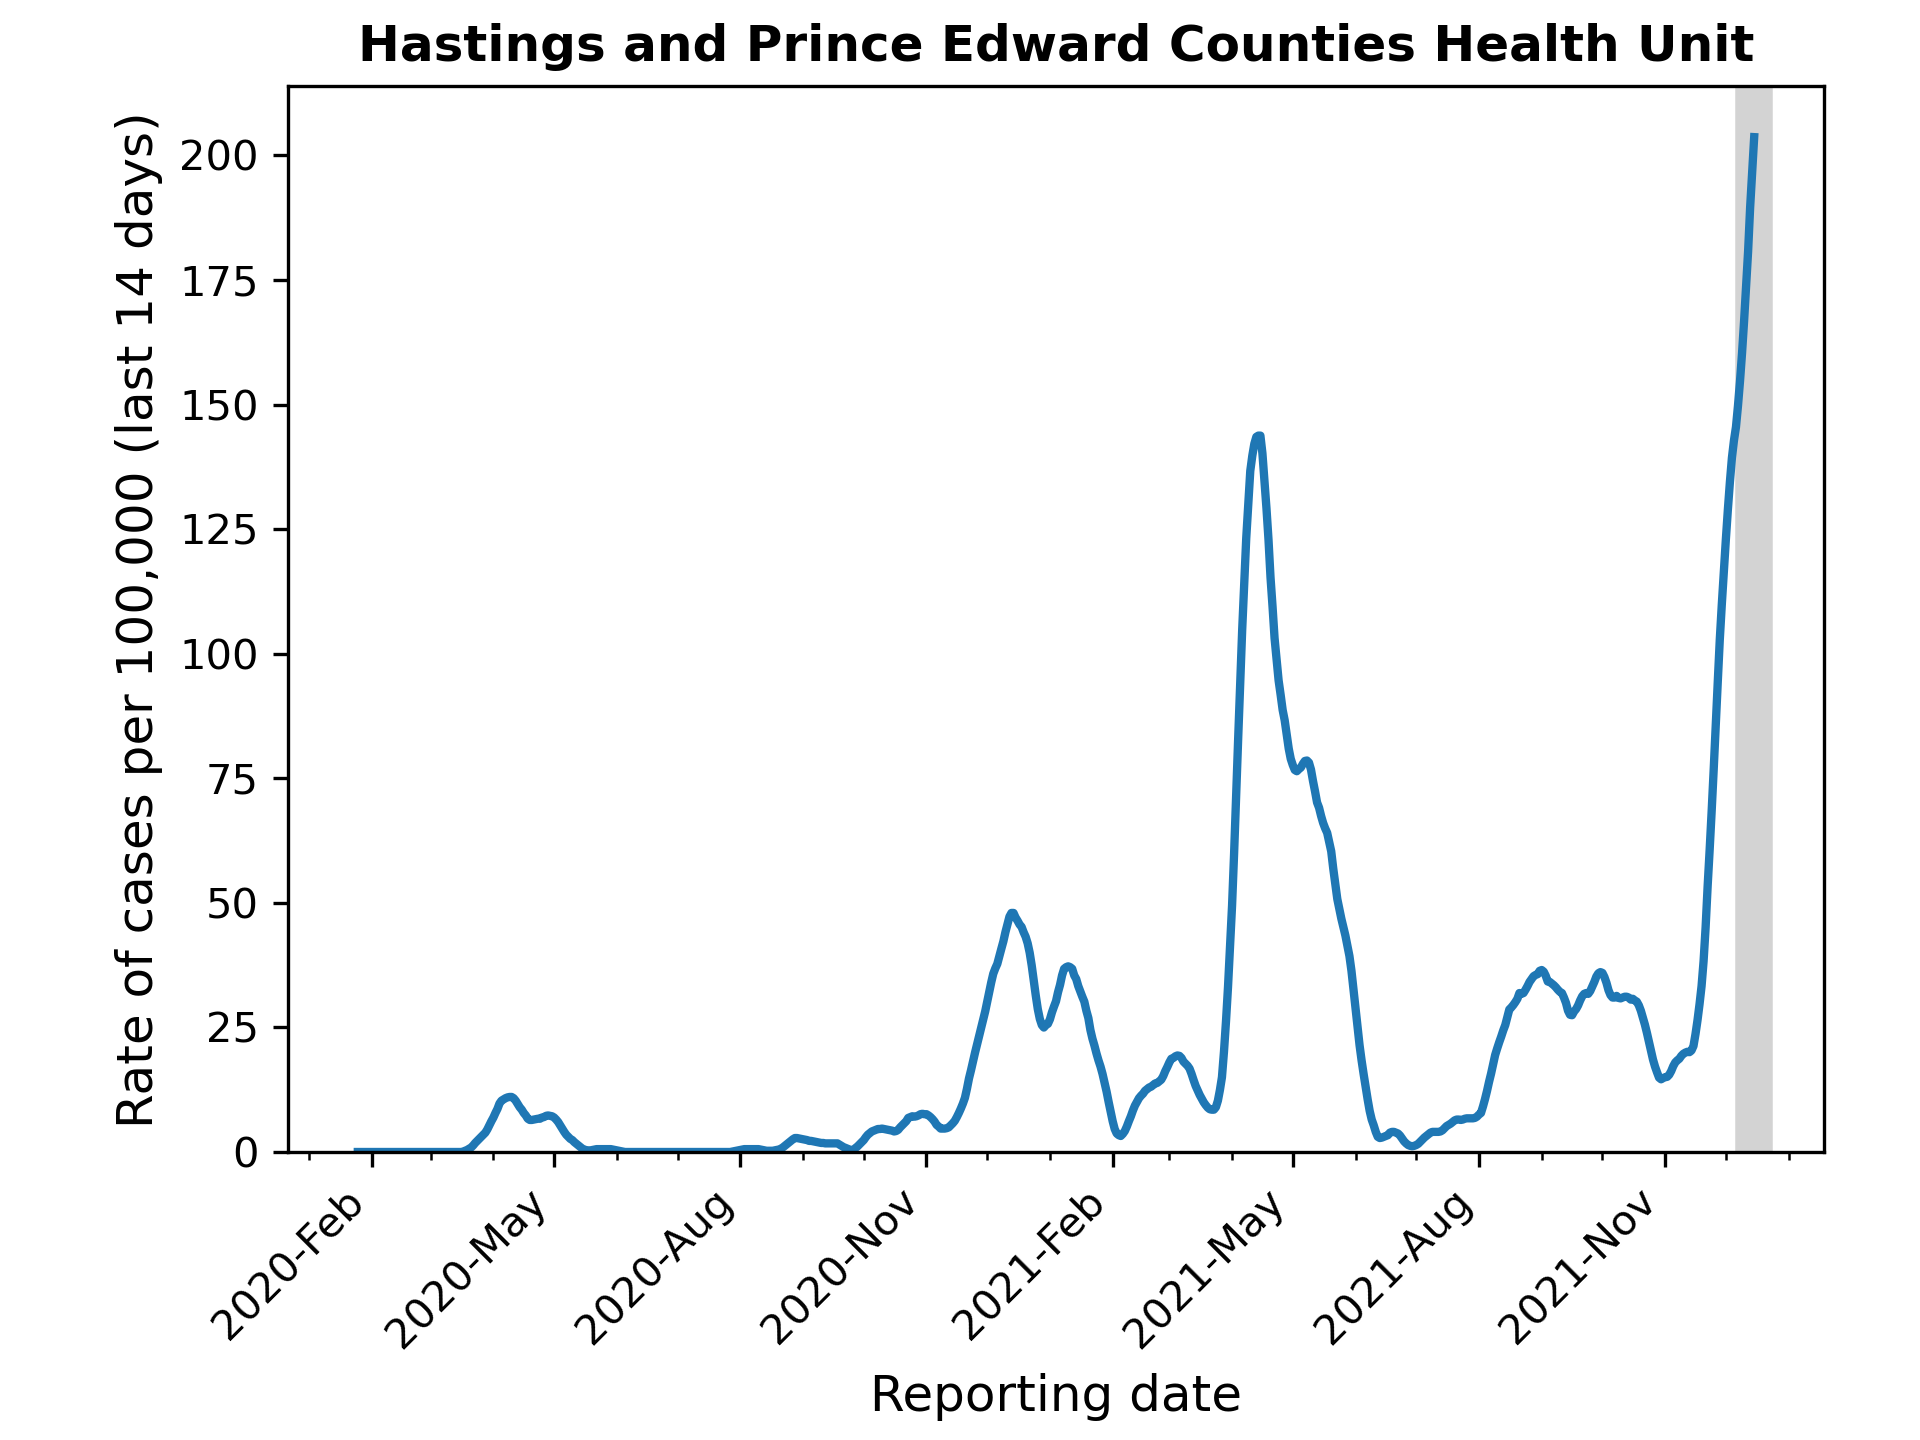 Hastings and Prince Edward Counties Health Unit
Rate of cases per 100,000 (last 14 days)
200
175
150
125
100
75
50
25
0
2020-Feb
2020-May
2020-Aug
2020-Nov
2021-Feb
2021-May
2021-Aug
2021-Nov
Reporting date